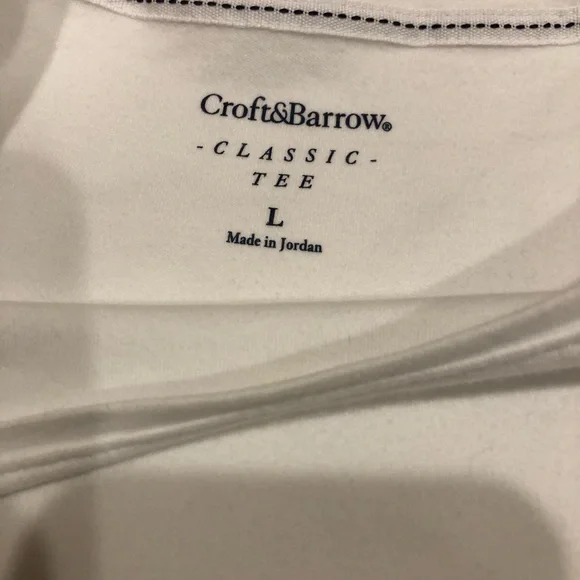 Croft&Barrow®
- CLASSIC -
TEE
L
Made in Jordan